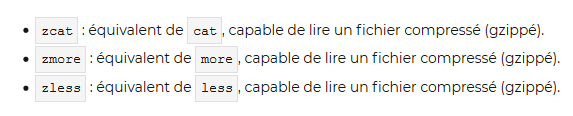 • zcat : équivalent de cat, capable de lire un fichier compressé (gzippé).
• zmore : équivalent de more, capable de lire un fichier compressé (gzippé).
• zless : équivalent de less, capable de lire un fichier compressé (gzippé).